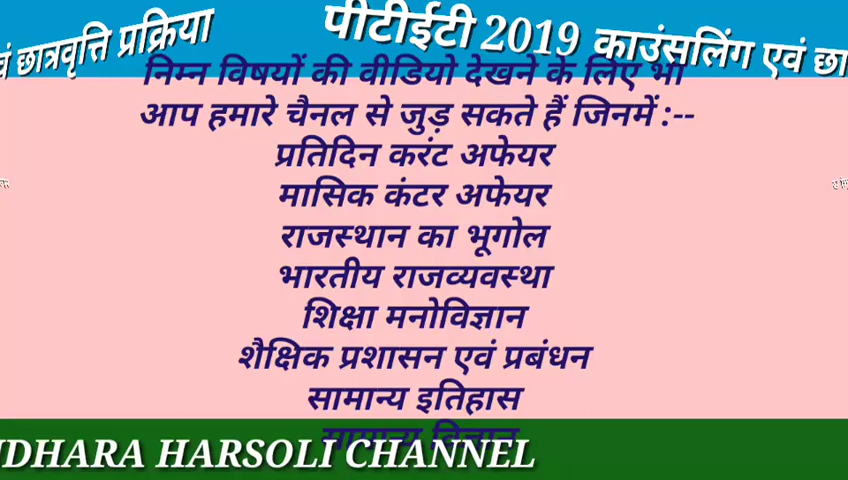 वं छात्रवृत्ति प्रक्रिया
पीटीईटी 2019 काउंसलिंग एवं छा
निम्न विषयों की वीडियो देखने के लिए भी
आप हमारे चैनल से जुड़ सकते हैं जिनमें :--
प्रतिदिन करंट अफेयर
मासिक कंटर अफेयर
राजस्थान का भूगोल
भारतीय राजव्यवस्था
शिक्षा मनोविज्ञान
शैक्षिक प्रशासन एवं प्रबंधन
सामान्य इतिहास
सामान्य विज्ञान
NDHARA HARSOLI CHANNEL